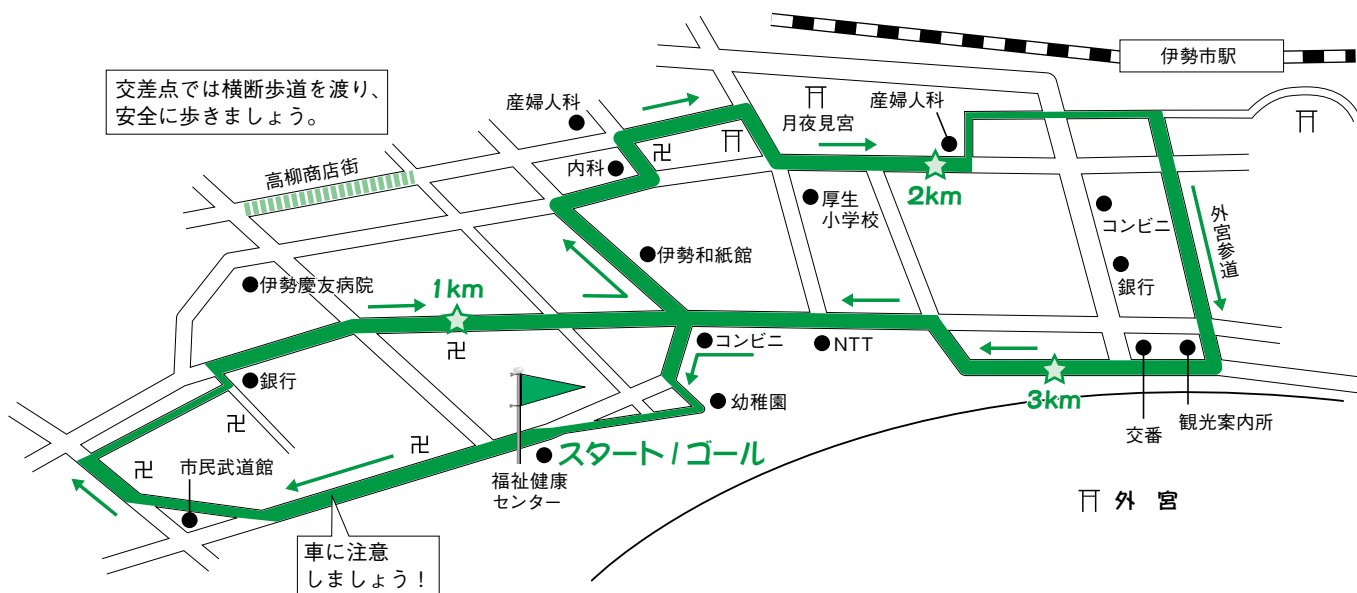 伊勢市駅
交差点では横断歩道を渡り、
安全に歩きましょう。
産婦人科
産婦人科
月夜見宮
内科
高柳商店街
2km
厚生
小学校
コンビニ
外宮参道
伊勢和紙館
伊勢慶友病院
1km
銀行
コンビニ
NTT
銀行
幼稚園
3km
交番
観光案内所
スタート/ゴール
市民武道館
福祉健康
センター
外宮
車に注意
しましょう!